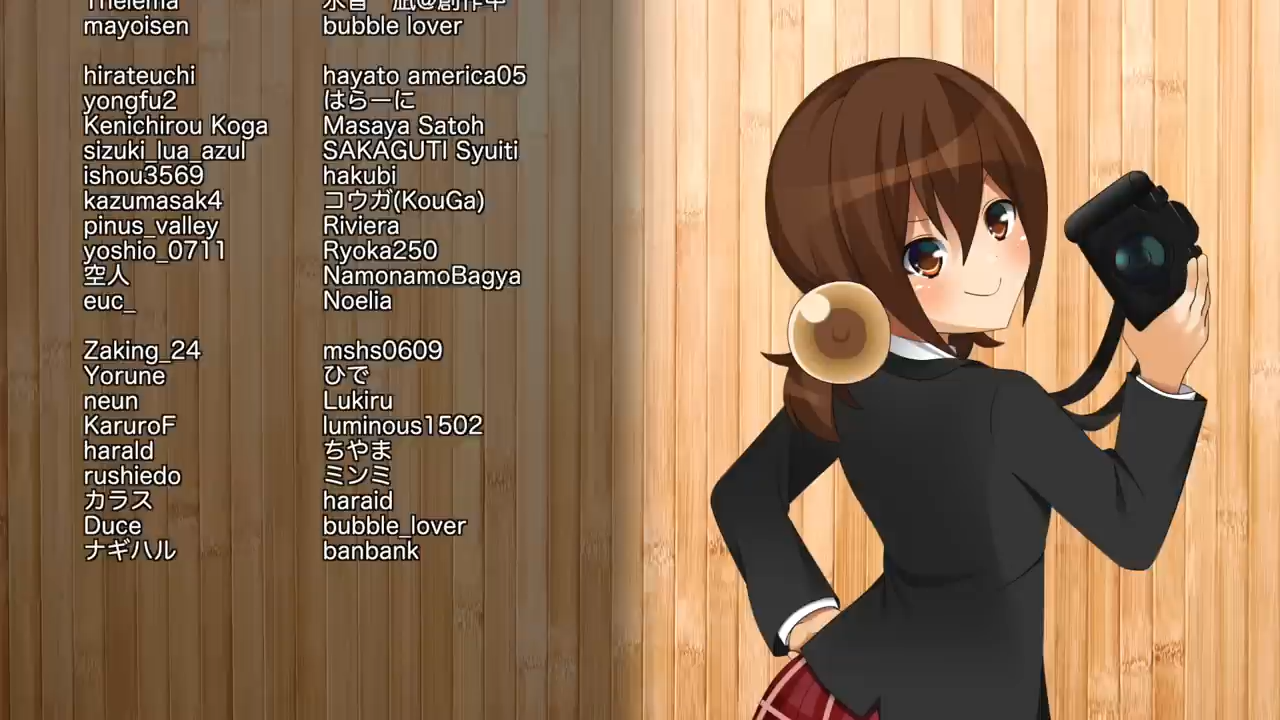 Thelema
mayoisen bubble lover
hirateuchi hayato america05
yongfu2 はらーに
Kenichirou Koga Masaya Satoh
sizuki_lua_azul SAKAGUTI Syuiti
ishou3569 hakubi
kazumasak4 コウガ(KouGa)
pinus_valley Riviera
yoshio_0711 Ryoka250
空人 NamonamoBagya
euc_ Noelia
Zaking_24 mshs0609
Yorune ひで
neun Lukiru
KaruroF luminous1502
harald ちやま
rushiedo ミンミ
カラス haraid
Duce bubble_lover
ナギハル banbank